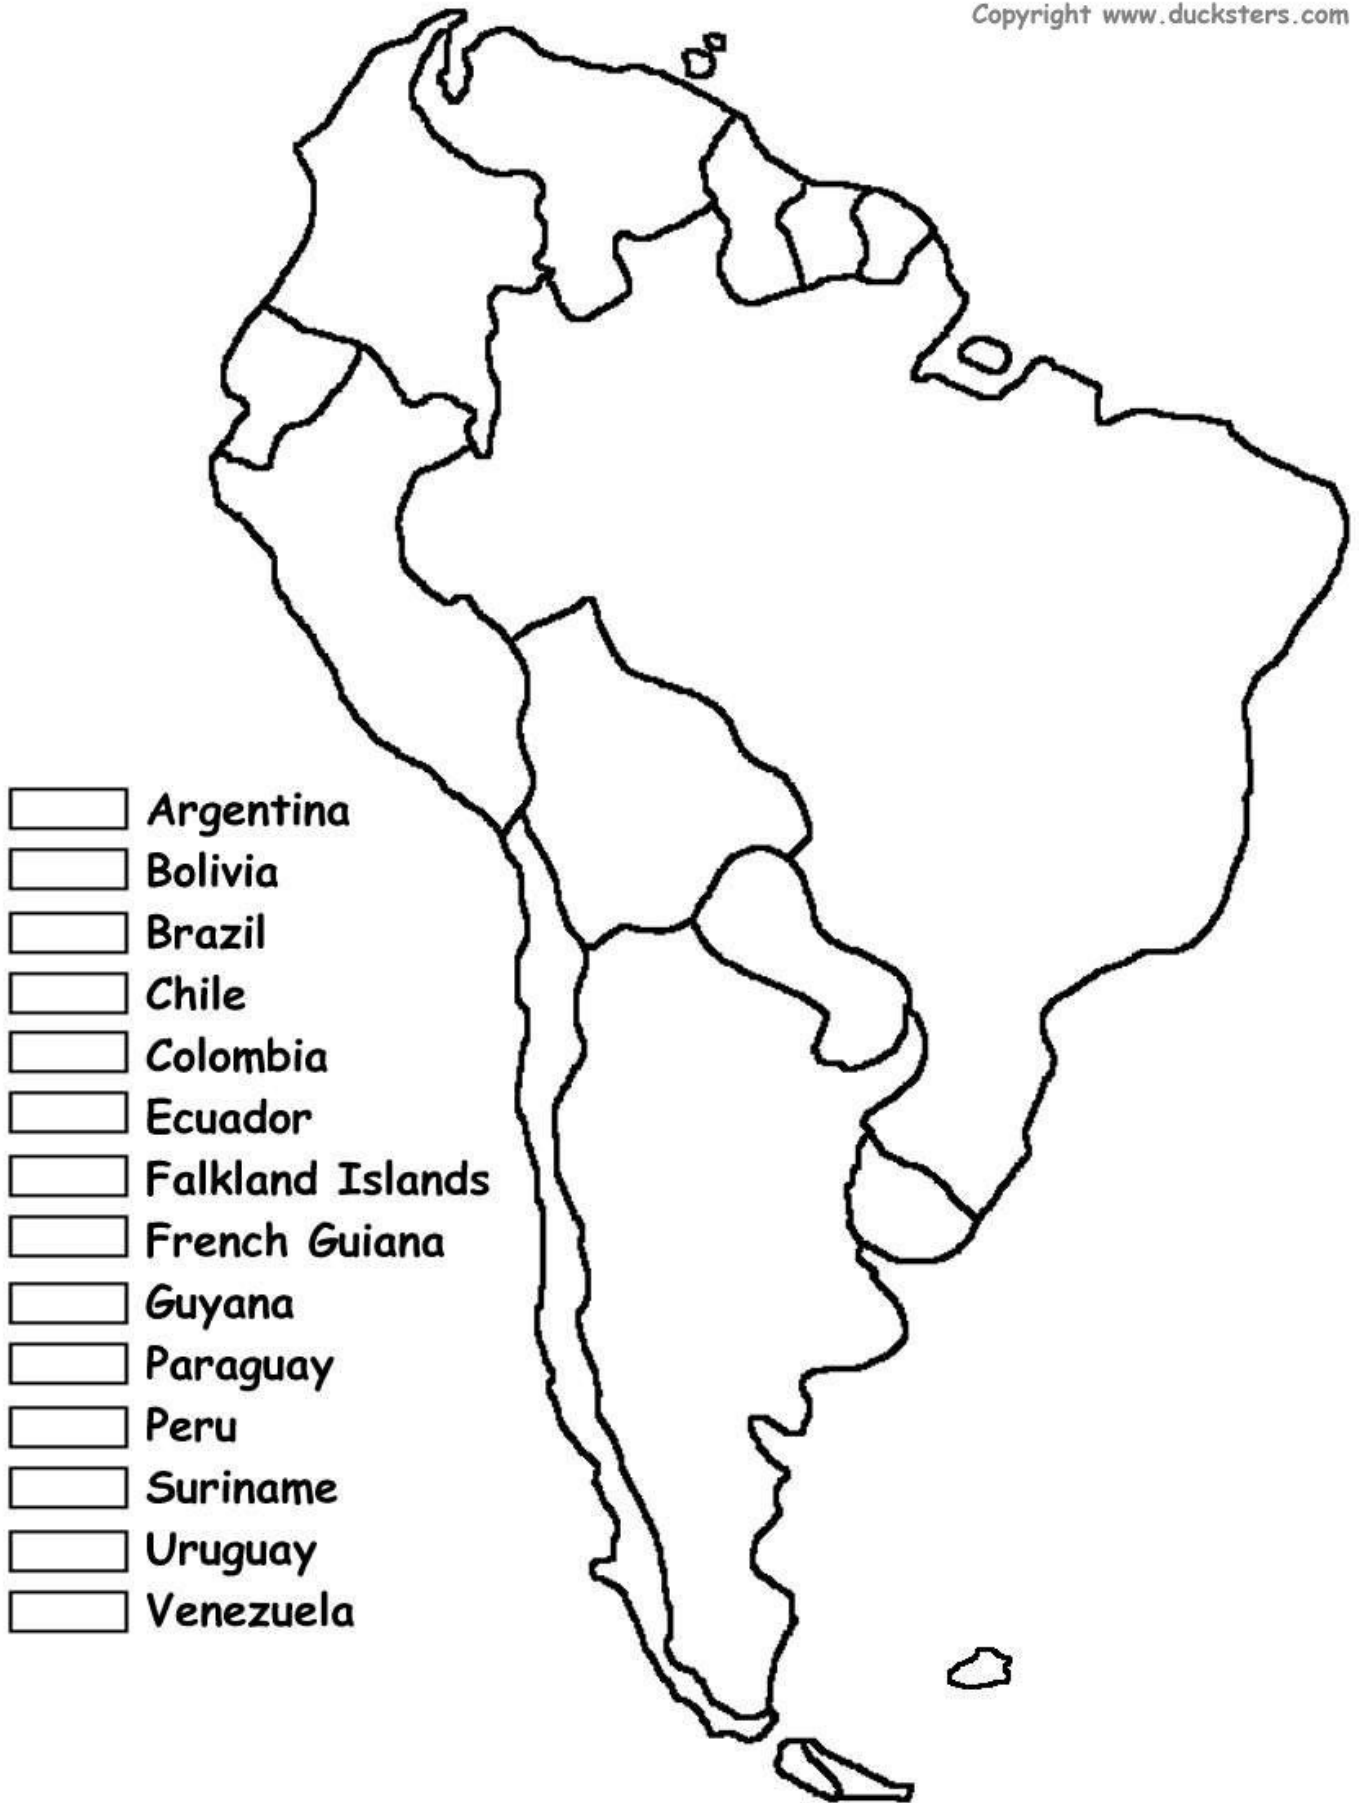 Copyright www.ducksters.com
Argentina
Bolivia
Brazil
Chile
Colombia
Ecuador
Falkland Islands
French Guiana
Guyana
Paraguay
Peru
Suriname
Uruguay
Venezuela